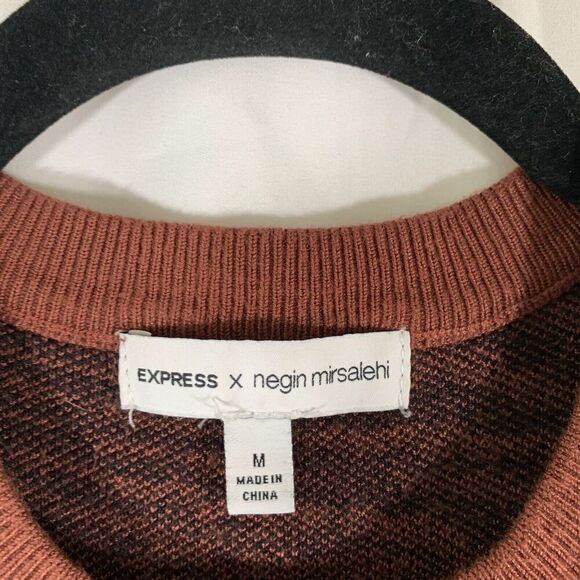 EXPRESS x negin mirsalehi
M
MADE IN
CHINA